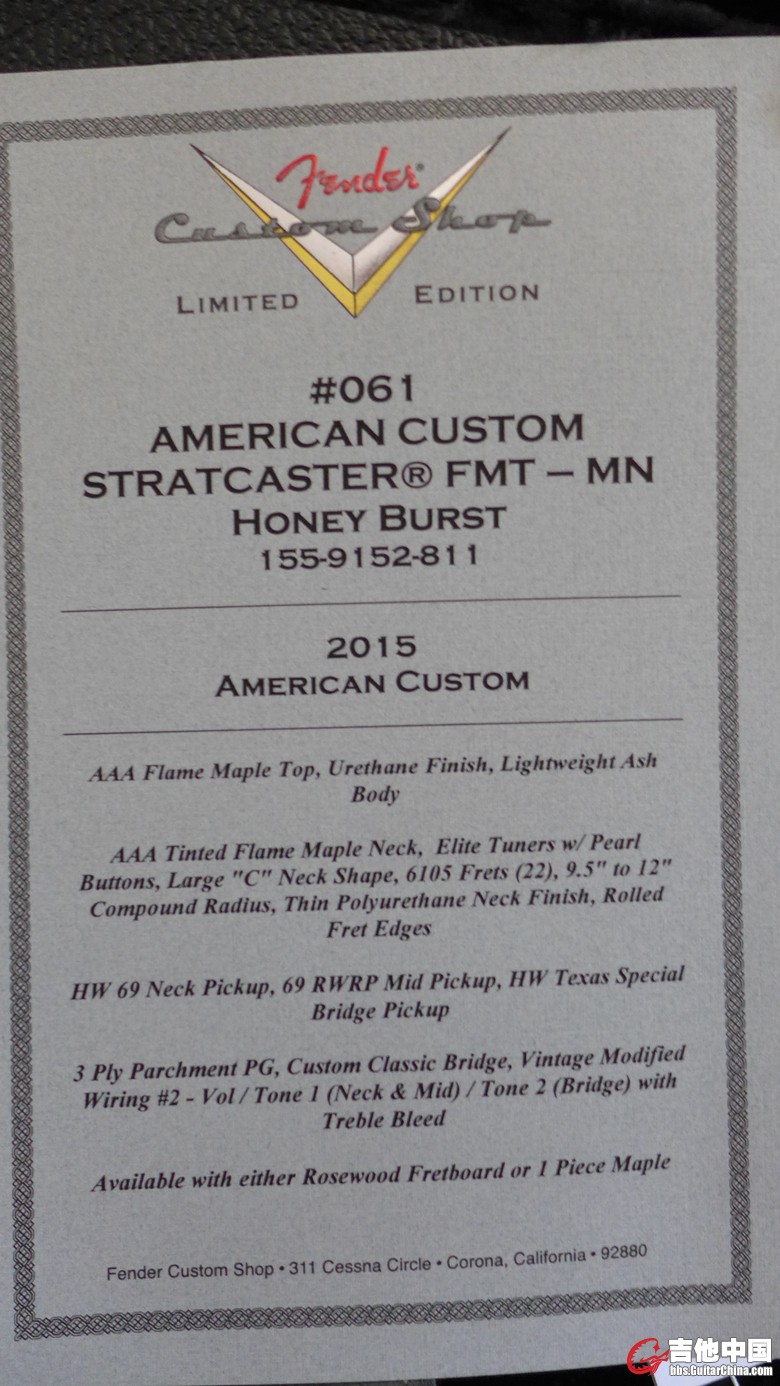 Fender®
Custom Shop
LIMITED EDITION
#061
AMERICAN CUSTOM
STRATCASTER® FMT – MN
HONEY BURST
155-9152-811
2015
AMERICAN CUSTOM
AAA Flame Maple Top, Urethane Finish, Lightweight Ash
Body
AAA Tinted Flame Maple Neck, Elite Tuners w/ Pearl
Buttons, Large "C" Neck Shape, 6105 Frets (22), 9.5" to 12"
Compound Radius, Thin Polyurethane Neck Finish, Rolled
Fret Edges
HW 69 Neck Pickup, 69 RWRP Mid Pickup, HW Texas Special
Bridge Pickup
3 Ply Parchment PG, Custom Classic Bridge, Vintage Modified
Wiring #2 - Vol / Tone 1 (Neck & Mid) / Tone 2 (Bridge) with
Treble Bleed
Available with either Rosewood Fretboard or 1 Piece Maple
Fender Custom Shop • 311 Cessna Circle • Corona, California • 92880
吉他中国
bbs.GuitarChina.com